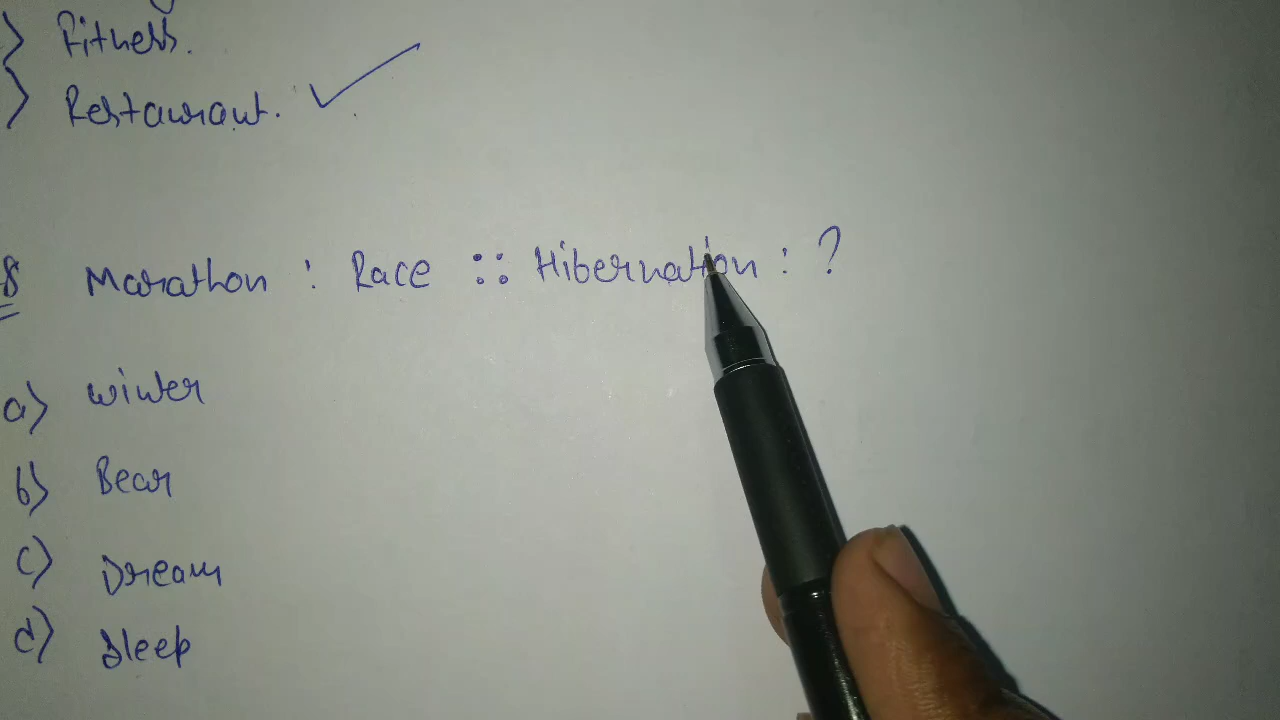 > Fitness.
> Restaurant. ✓
8 Marathon : Race :: Hibernation : ?
a) Winter
b) Bear
c) Dream
d) Sleep